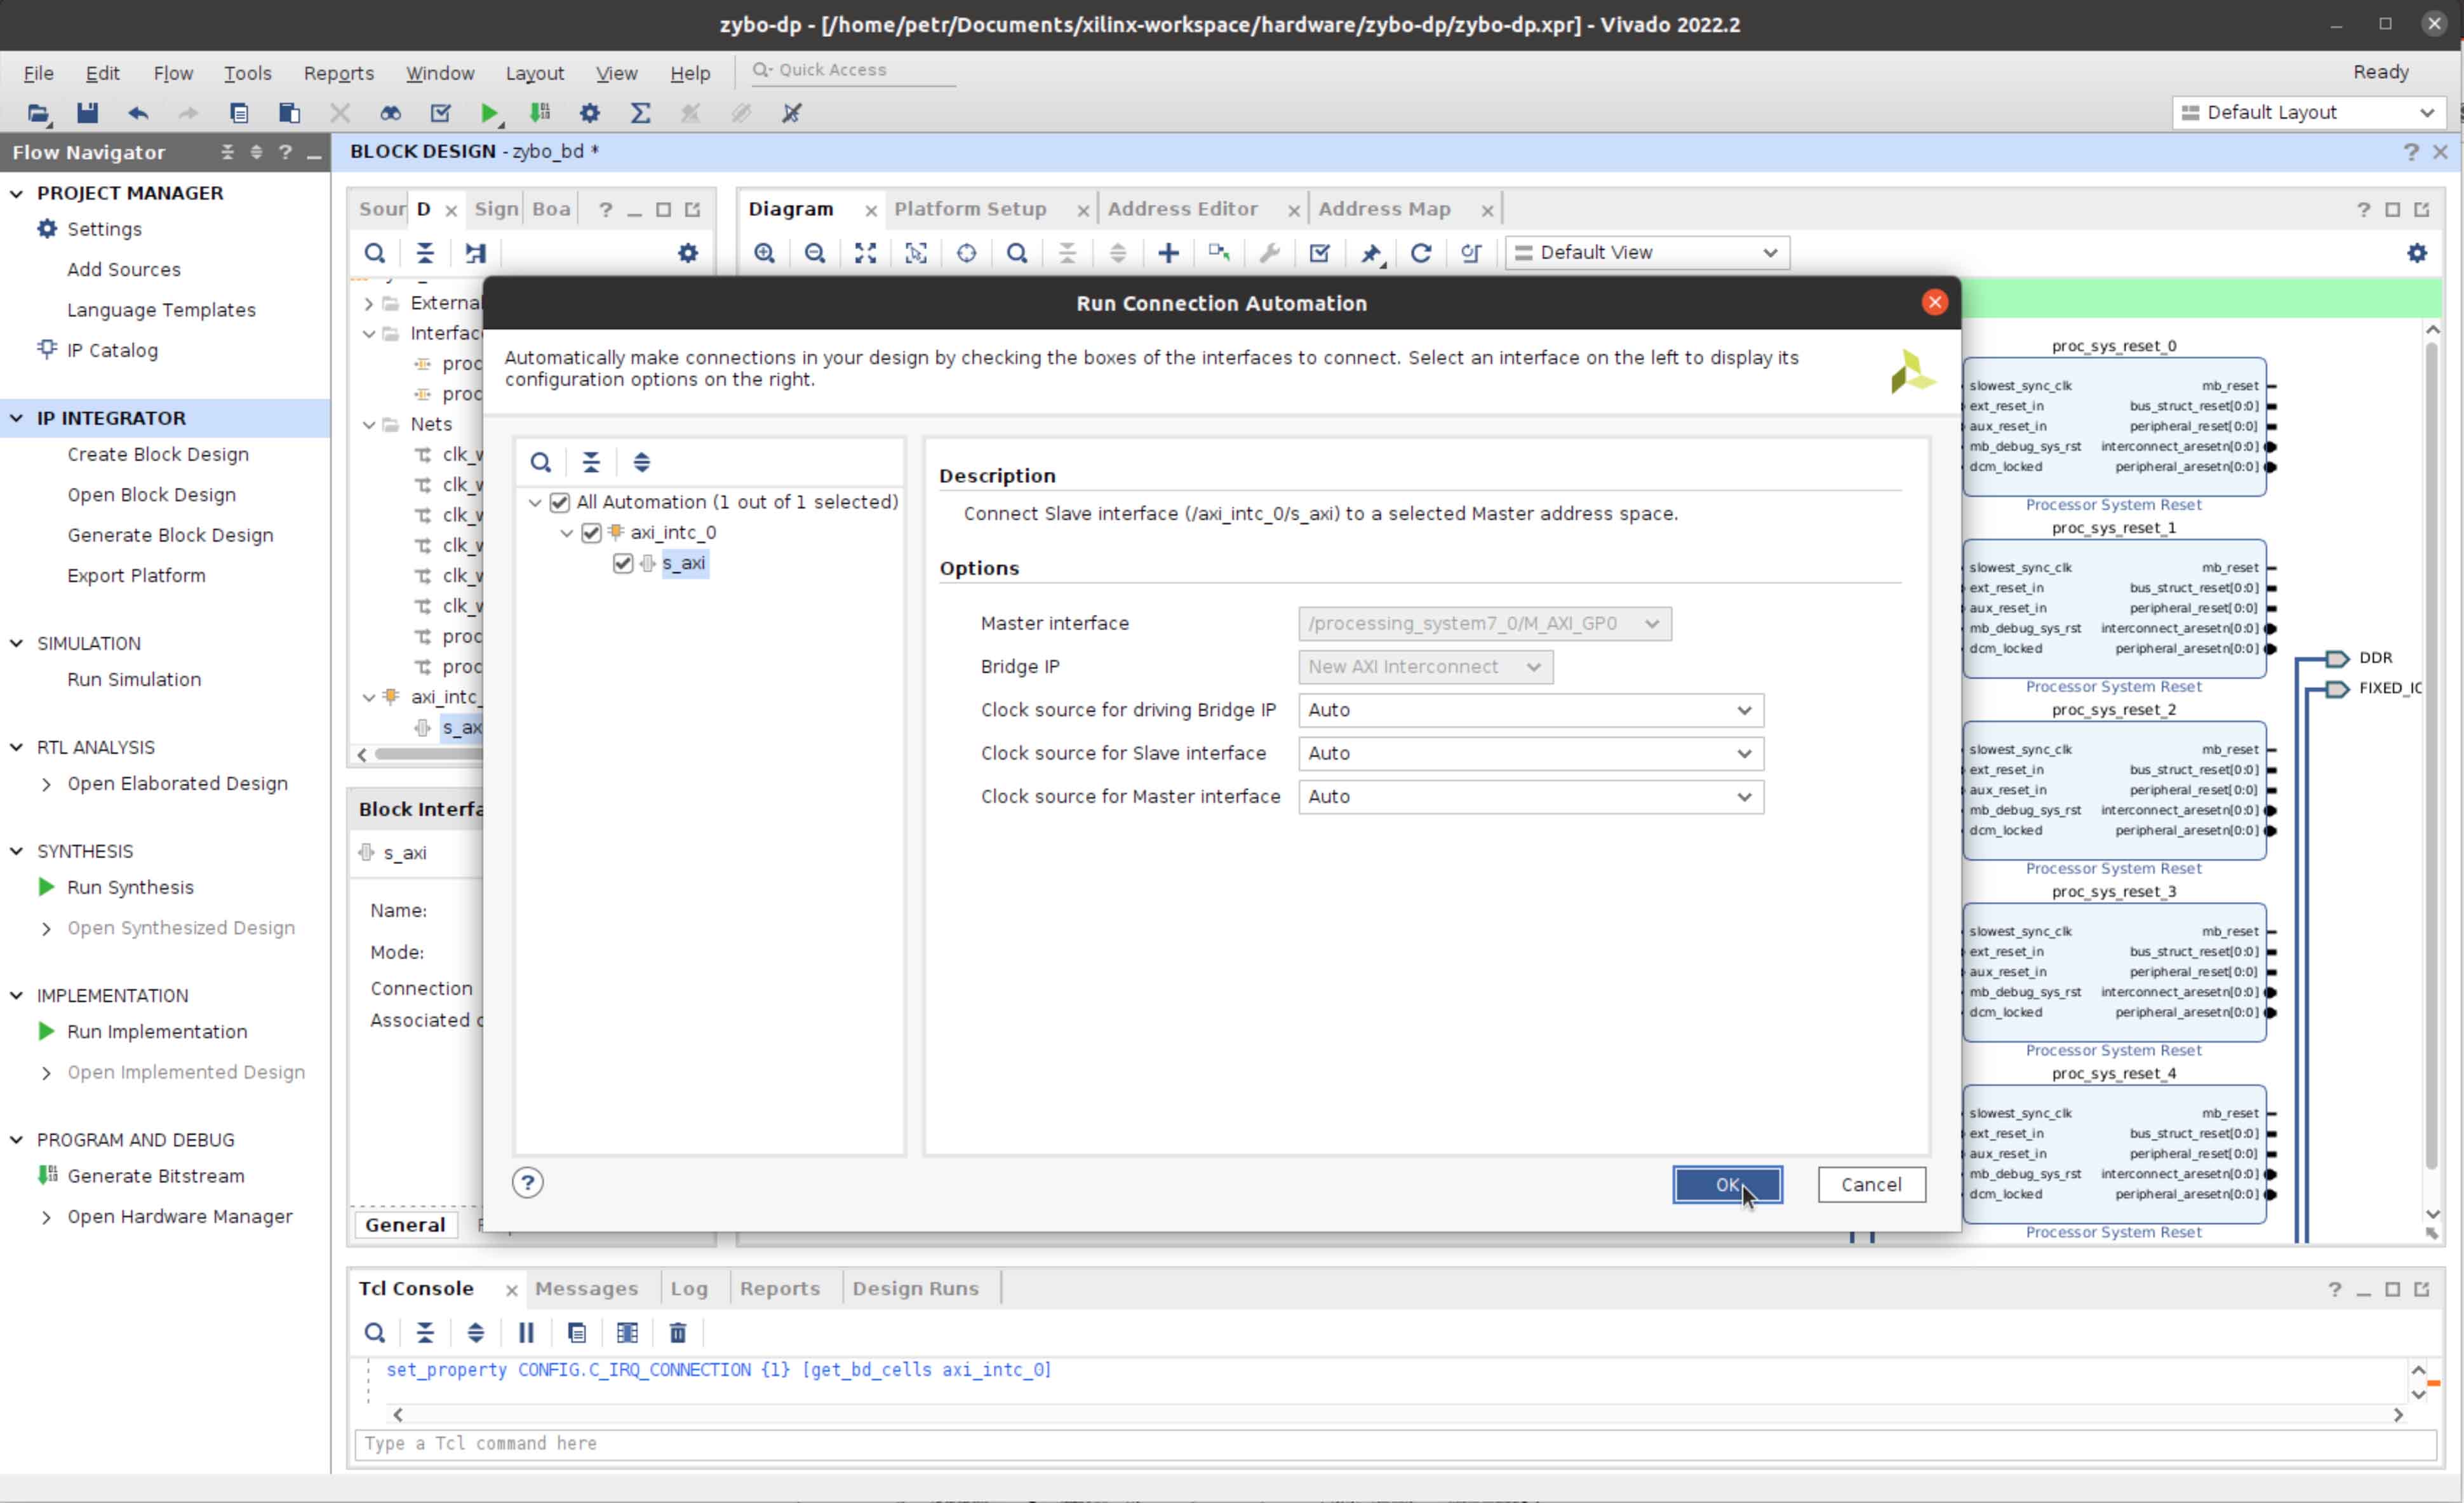 zybo-dp - [/home/petr/Documents/xilinx-workspace/hardware/zybo-dp/zybo-dp.xpr] - Vivado 2022.2
File Edit Flow Tools Reports Window Layout View Help Quick Access Ready
Default Layout
Flow Navigator
BLOCK DESIGN - zybo_bd *
PROJECT MANAGER
Settings
Add Sources
Language Templates
IP Catalog
IP INTEGRATOR
Create Block Design
Open Block Design
Generate Block Design
Export Platform
SIMULATION
Run Simulation
RTL ANALYSIS
Open Elaborated Design
SYNTHESIS
Run Synthesis
Open Synthesized Design
IMPLEMENTATION
Run Implementation
Open Implemented Design
PROGRAM AND DEBUG
Generate Bitstream
Open Hardware Manager
Sour D Sign Boa
Externa
Interfac
proc
proc
Nets
clk_w
clk_w
clk_w
clk_w
clk_w
clk_w
proc
proc
axi_intc_
s_ax
Block Interfa
s_axi
Name:
Mode:
Connection
Associated c
General
Diagram Platform Setup Address Editor Address Map
Default View
Run Connection Automation
Automatically make connections in your design by checking the boxes of the interfaces to connect. Select an interface on the left to display its
configuration options on the right.
All Automation (1 out of 1 selected)
axi_intc_0
s_axi
Description
Connect Slave interface (/axi_intc_0/s_axi) to a selected Master address space.
Options
Master interface /processing_system7_0/M_AXI_GP0
Bridge IP New AXI Interconnect
Clock source for driving Bridge IP Auto
Clock source for Slave interface Auto
Clock source for Master interface Auto
OK Cancel
proc_sys_reset_0
slowest_sync_clk mb_reset
ext_reset_in bus_struct_reset[0:0]
aux_reset_in peripheral_reset[0:0]
mb_debug_sys_rst interconnect_aresetn[0:0]
dcm_locked peripheral_aresetn[0:0]
Processor System Reset
proc_sys_reset_1
slowest_sync_clk mb_reset
ext_reset_in bus_struct_reset[0:0]
aux_reset_in peripheral_reset[0:0]
mb_debug_sys_rst interconnect_aresetn[0:0]
dcm_locked peripheral_aresetn[0:0]
Processor System Reset
DDR
FIXED_IO
proc_sys_reset_2
slowest_sync_clk mb_reset
ext_reset_in bus_struct_reset[0:0]
aux_reset_in peripheral_reset[0:0]
mb_debug_sys_rst interconnect_aresetn[0:0]
dcm_locked peripheral_aresetn[0:0]
Processor System Reset
proc_sys_reset_3
slowest_sync_clk mb_reset
ext_reset_in bus_struct_reset[0:0]
aux_reset_in peripheral_reset[0:0]
mb_debug_sys_rst interconnect_aresetn[0:0]
dcm_locked peripheral_aresetn[0:0]
Processor System Reset
proc_sys_reset_4
slowest_sync_clk mb_reset
ext_reset_in bus_struct_reset[0:0]
aux_reset_in peripheral_reset[0:0]
mb_debug_sys_rst interconnect_aresetn[0:0]
dcm_locked peripheral_aresetn[0:0]
Processor System Reset
Tcl Console Messages Log Reports Design Runs
set_property CONFIG.C_IRQ_CONNECTION {1} [get_bd_cells axi_intc_0]
Type a Tcl command here